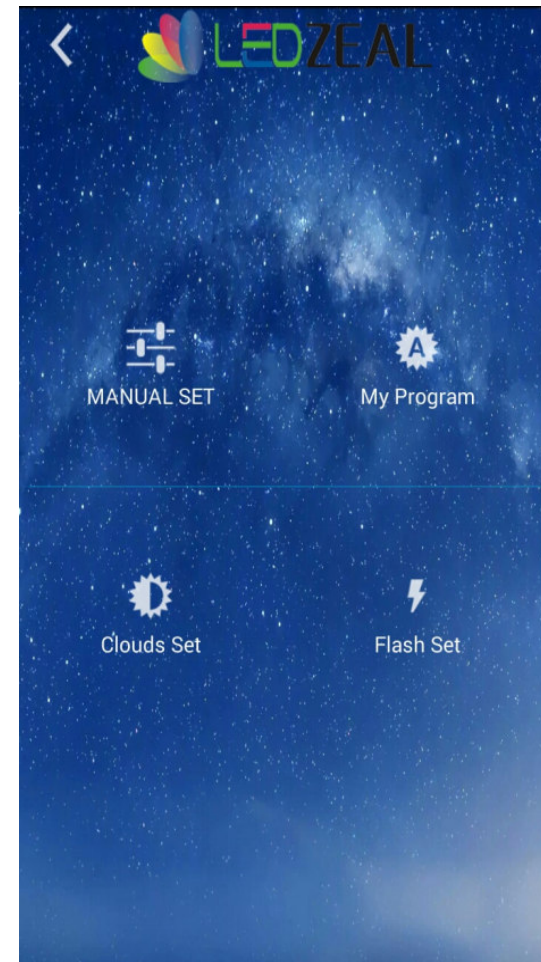 LEDZEAL
MANUAL SET
A
My Program
Clouds Set
Flash Set